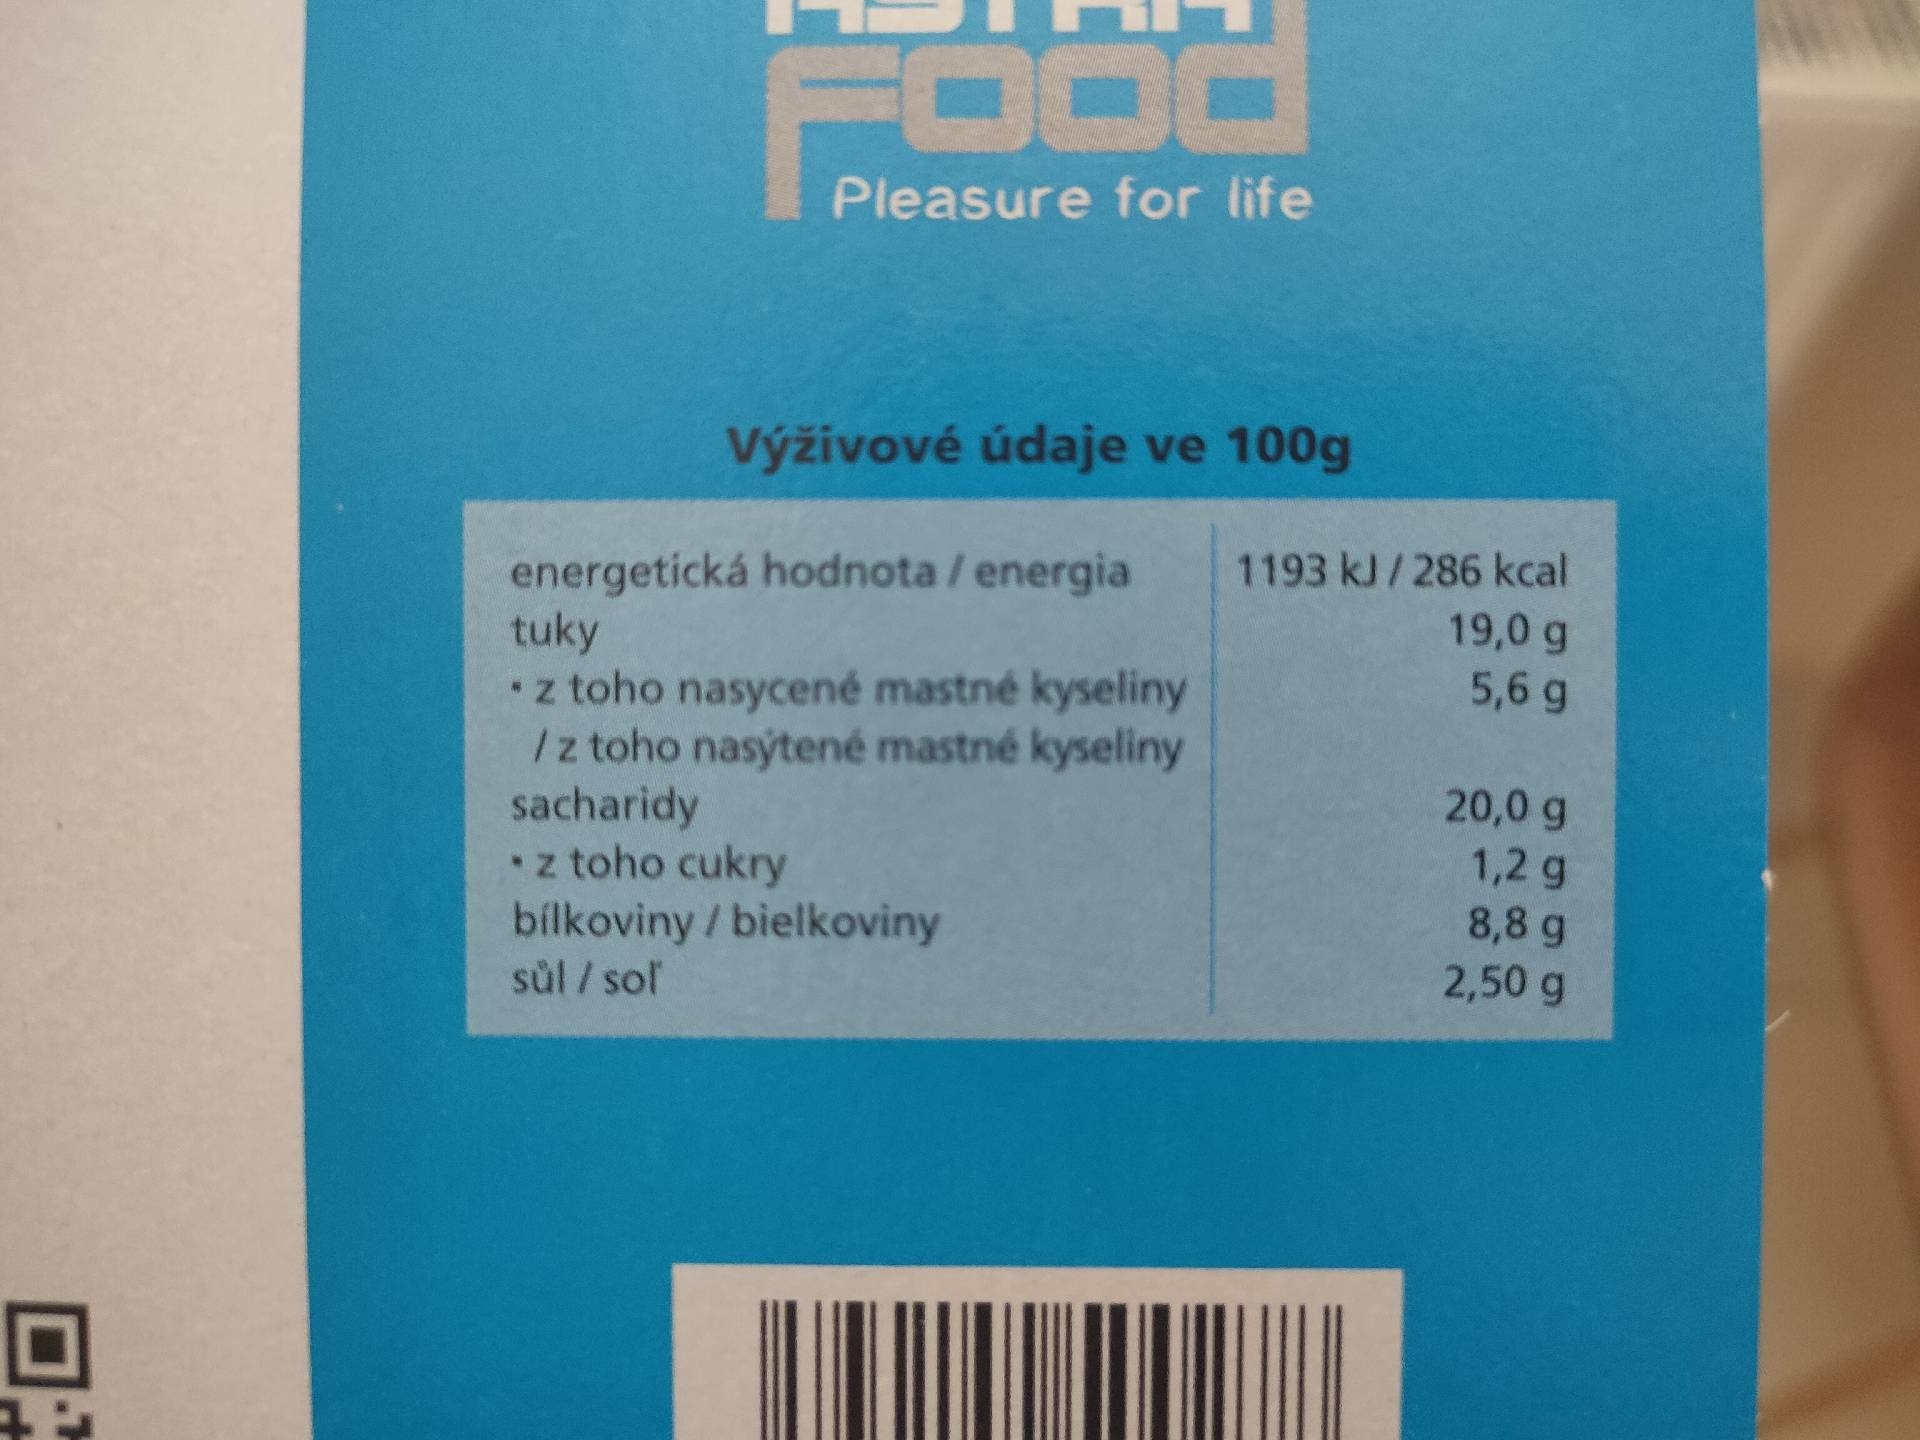 ASTRA
FOOD
Pleasure for life
Výživové údaje ve 100g
energetická hodnota / energia 1193 kJ / 286 kcal
tuky 19,0 g
• z toho nasycené mastné kyseliny 5,6 g
/ z toho nasýtené mastné kyseliny
sacharidy 20,0 g
• z toho cukry 1,2 g
bílkoviny / bielkoviny 8,8 g
sůl / soľ 2,50 g